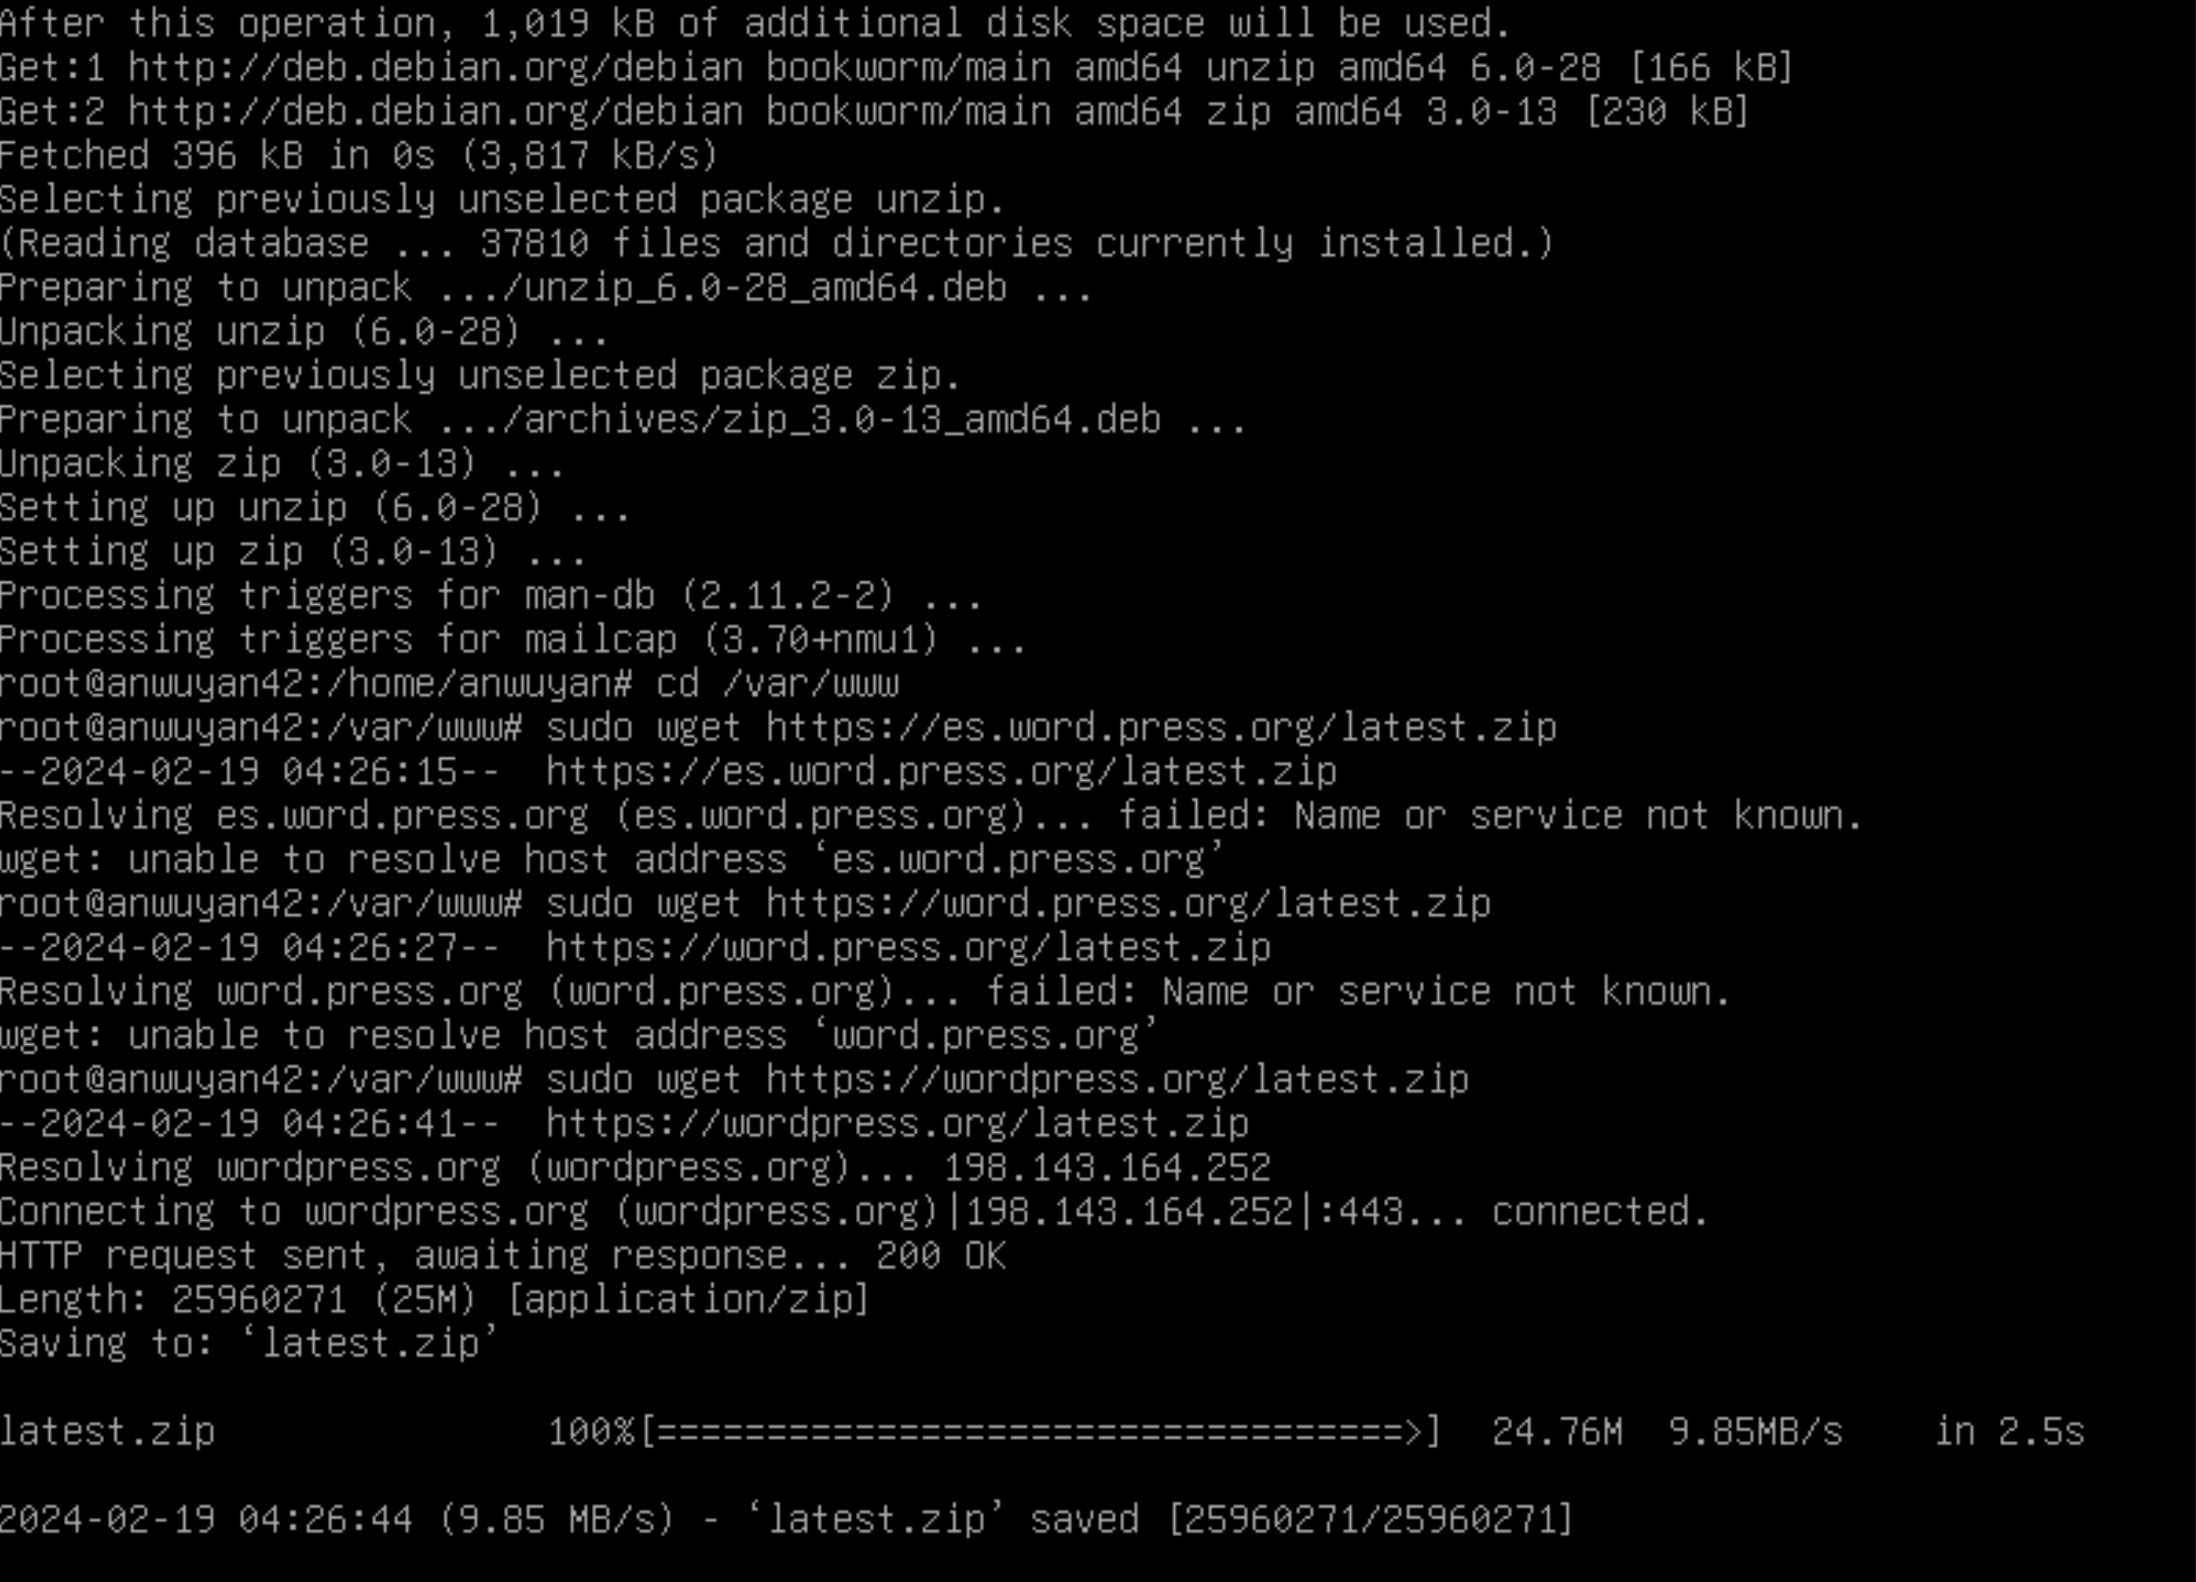 After this operation, 1,019 kB of additional disk space will be used.
Get:1 http://deb.debian.org/debian bookworm/main amd64 unzip amd64 6.0-28 [166 kB]
Get:2 http://deb.debian.org/debian bookworm/main amd64 zip amd64 3.0-13 [230 kB]
Fetched 396 kB in 0s (3,817 kB/s)
Selecting previously unselected package unzip.
(Reading database ... 37810 files and directories currently installed.)
Preparing to unpack .../unzip_6.0-28_amd64.deb ...
Unpacking unzip (6.0-28) ...
Selecting previously unselected package zip.
Preparing to unpack .../archives/zip_3.0-13_amd64.deb ...
Unpacking zip (3.0-13) ...
Setting up unzip (6.0-28) ...
Setting up zip (3.0-13) ...
Processing triggers for man-db (2.11.2-2) ...
Processing triggers for mailcap (3.70+nmu1) ...
root@anwuyan42:/home/anwuyan# cd /var/www
root@anwuyan42:/var/www# sudo wget https://es.word.press.org/latest.zip
--2024-02-19 04:26:15--  https://es.word.press.org/latest.zip
Resolving es.word.press.org (es.word.press.org)... failed: Name or service not known.
wget: unable to resolve host address ‘es.word.press.org’
root@anwuyan42:/var/www# sudo wget https://word.press.org/latest.zip
--2024-02-19 04:26:27--  https://word.press.org/latest.zip
Resolving word.press.org (word.press.org)... failed: Name or service not known.
wget: unable to resolve host address ‘word.press.org’
root@anwuyan42:/var/www# sudo wget https://wordpress.org/latest.zip
--2024-02-19 04:26:41--  https://wordpress.org/latest.zip
Resolving wordpress.org (wordpress.org)... 198.143.164.252
Connecting to wordpress.org (wordpress.org)|198.143.164.252|:443... connected.
HTTP request sent, awaiting response... 200 OK
Length: 25960271 (25M) [application/zip]
Saving to: ‘latest.zip’
latest.zip               100%[==================================>]  24.76M  9.85MB/s    in 2.5s
2024-02-19 04:26:44 (9.85 MB/s) - ‘latest.zip’ saved [25960271/25960271]